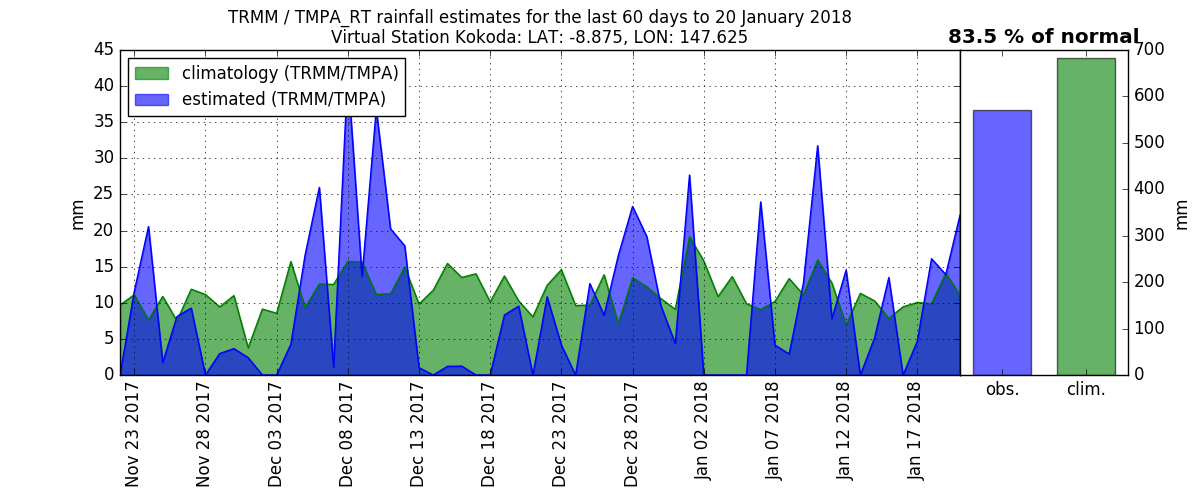 TRMM / TMPA_RT rainfall estimates for the last 60 days to 20 January 2018
Virtual Station Kokoda: LAT: -8.875, LON: 147.625
83.5 % of normal
climatology (TRMM/TMPA)
estimated (TRMM/TMPA)
mm
45
40
35
30
25
20
15
10
5
0
Nov 23 2017
Nov 28 2017
Dec 03 2017
Dec 08 2017
Dec 13 2017
Dec 18 2017
Dec 23 2017
Dec 28 2017
Jan 02 2018
Jan 07 2018
Jan 12 2018
Jan 17 2018
700
600
500
400
300
200
100
0
mm
obs.
clim.